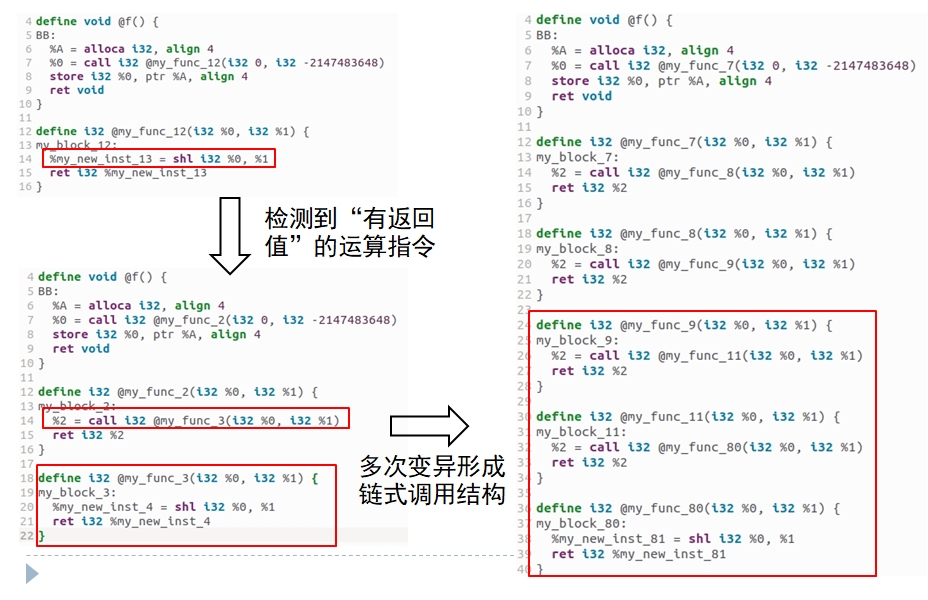 4 define void @f() {
5 BB:
6 %A = alloca i32, align 4
7 %0 = call i32 @my_func_12(i32 0, i32 -2147483648)
8 store i32 %0, ptr %A, align 4
9 ret void
10 }
11
12 define i32 @my_func_12(i32 %0, i32 %1) {
13 my_block_12:
14 %my_new_inst_13 = shl i32 %0, %1
15 ret i32 %my_new_inst_13
16 }
检测到“有返回
值”的运算指令
4 define void @f() {
5 BB:
6 %A = alloca i32, align 4
7 %0 = call i32 @my_func_2(i32 0, i32 -2147483648)
8 store i32 %0, ptr %A, align 4
9 ret void
10 }
11
12 define i32 @my_func_2(i32 %0, i32 %1) {
13 my_block_2:
14 %2 = call i32 @my_func_3(i32 %0, i32 %1)
15 ret i32 %2
16 }
17
18 define i32 @my_func_3(i32 %0, i32 %1) {
19 my_block_3:
20 %my_new_inst_4 = shl i32 %0, %1
21 ret i32 %my_new_inst_4
22 }
多次变异形成
链式调用结构
4 define void @f() {
5 BB:
6 %A = alloca i32, align 4
7 %0 = call i32 @my_func_7(i32 0, i32 -2147483648)
8 store i32 %0, ptr %A, align 4
9 ret void
10 }
11
12 define i32 @my_func_7(i32 %0, i32 %1) {
13 my_block_7:
14 %2 = call i32 @my_func_8(i32 %0, i32 %1)
15 ret i32 %2
16 }
17
18 define i32 @my_func_8(i32 %0, i32 %1) {
19 my_block_8:
20 %2 = call i32 @my_func_9(i32 %0, i32 %1)
21 ret i32 %2
22 }
23
24 define i32 @my_func_9(i32 %0, i32 %1) {
25 my_block_9:
26 %2 = call i32 @my_func_11(i32 %0, i32 %1)
27 ret i32 %2
28 }
29
30 define i32 @my_func_11(i32 %0, i32 %1) {
31 my_block_11:
32 %2 = call i32 @my_func_80(i32 %0, i32 %1)
33 ret i32 %2
34 }
35
36 define i32 @my_func_80(i32 %0, i32 %1) {
37 my_block_80:
38 %my_new_inst_81 = shl i32 %0, %1
39 ret i32 %my_new_inst_81
40 }